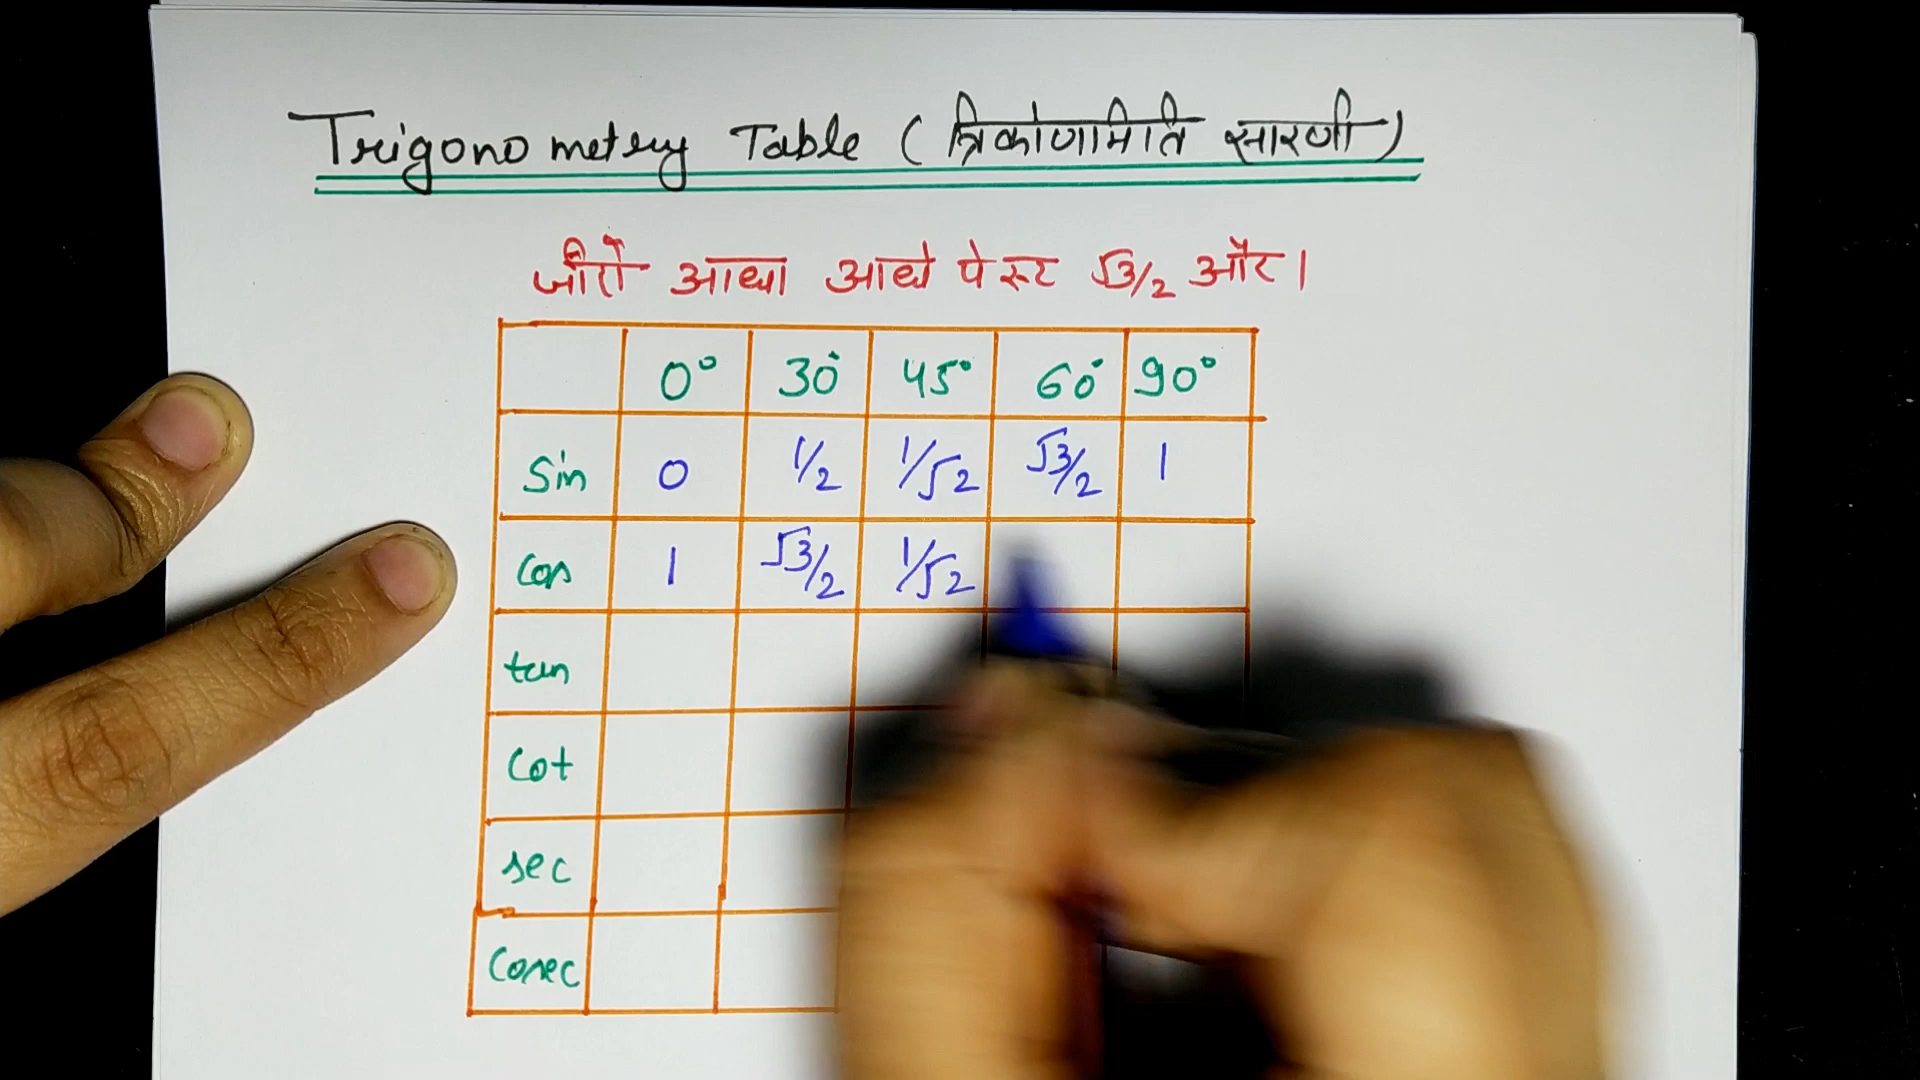 Trigonometry Table (त्रिकोणामिति सारणी)
जीरो आधा आधे पे रूट √3/2 और 1
0° 30° 45° 60° 90°
Sin 0 1/2 1/√2 √3/2 1
Cos 1 √3/2 1/√2
tan
Cot
sec
Cosec